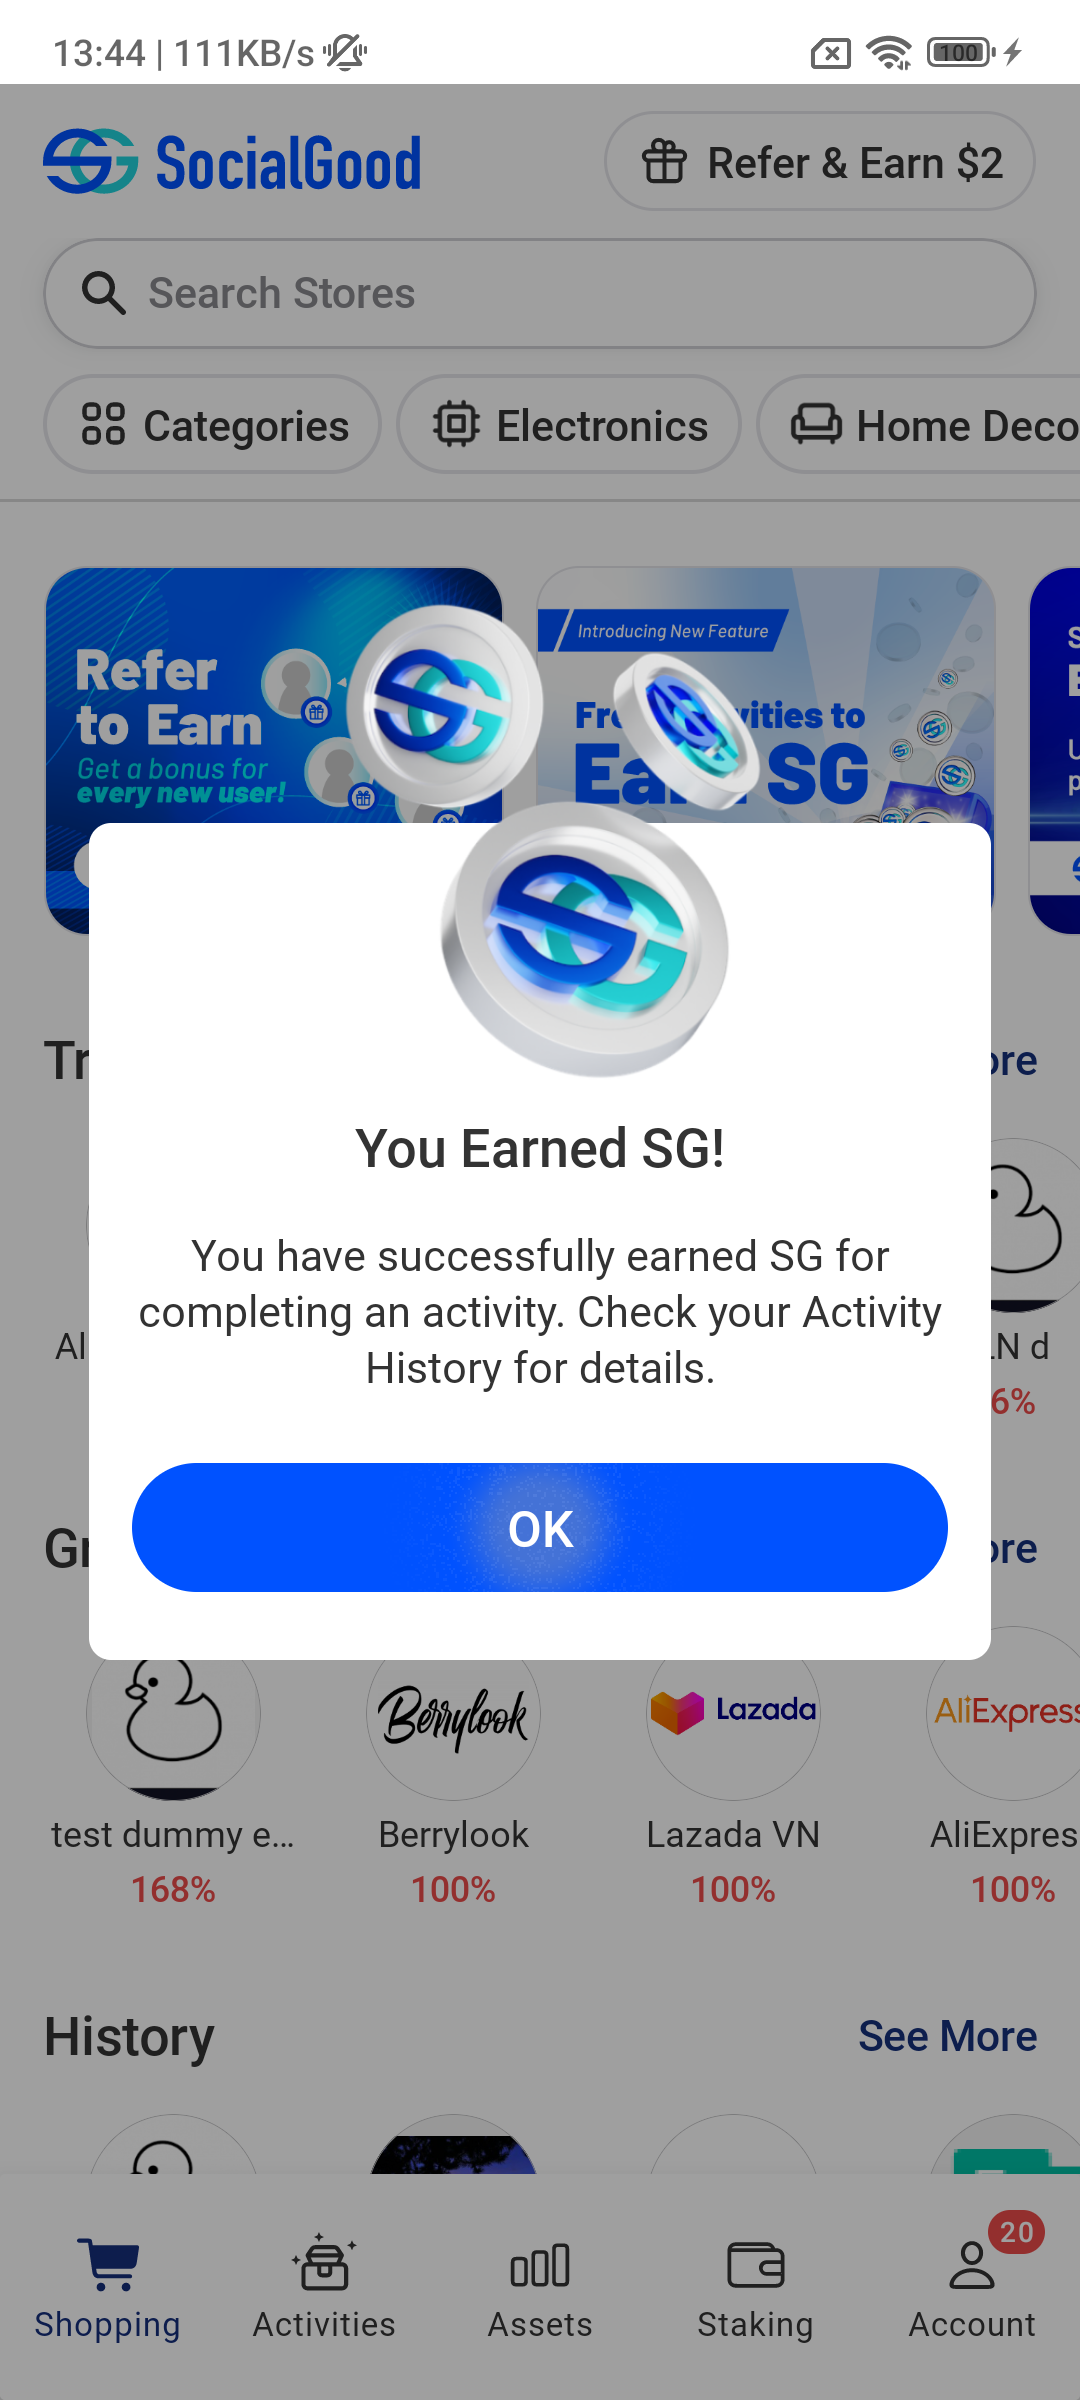 13:44 | 111KB/s
100
SocialGood
Refer & Earn $2
Search Stores
Categories
Electronics
Home Deco
Refer
to Earn
Get a bonus for
every new user!
Introducing New Feature
vities to
SG
Tr
ore
You Earned SG!
You have successfully earned SG for
completing an activity. Check your Activity
History for details.
Al
LN d
6%
OK
Gr
ore
Berrylook
Lazada
AliExpress
test dummy e...
Berrylook
Lazada VN
AliExpres
168%
100%
100%
100%
History
See More
20
Shopping
Activities
Assets
Staking
Account